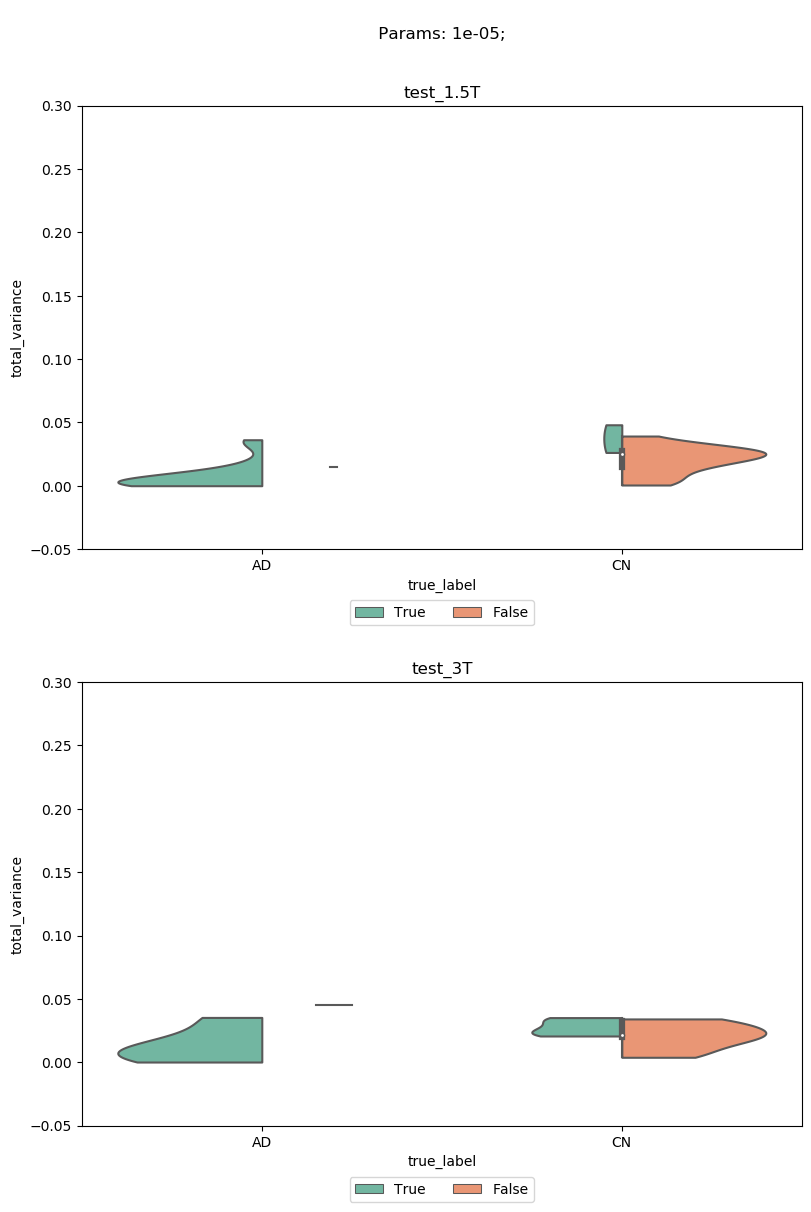 Params: 1e-05;
test_1.5T
0.30
0.25
0.20
0.15
0.10
0.05
0.00
−0.05
total_variance
AD CN
true_label
True False
test_3T
0.30
0.25
0.20
0.15
0.10
0.05
0.00
−0.05
total_variance
AD CN
true_label
True False